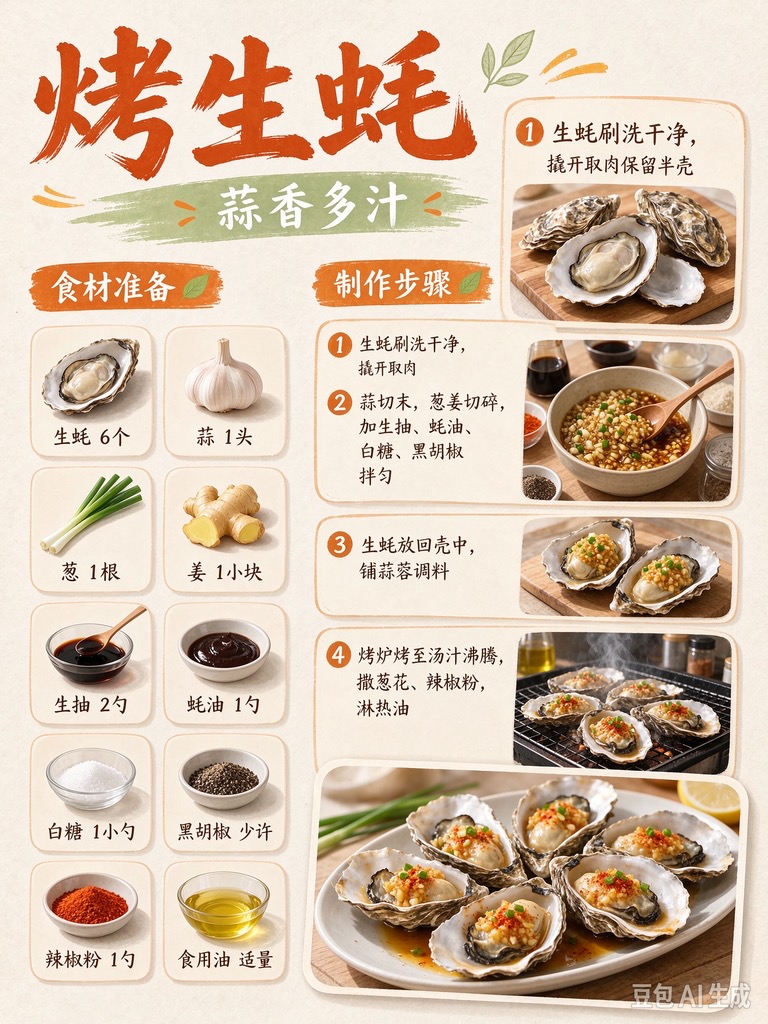 烤生蚝
蒜香多汁
食材准备
生蚝 6个
蒜 1头
葱 1根
姜 1小块
生抽 2勺
蚝油 1勺
白糖 1小勺
黑胡椒 少许
辣椒粉 1勺
食用油 适量
制作步骤
1 生蚝刷洗干净，
撬开取肉保留半壳
1 生蚝刷洗干净，
撬开取肉
2 蒜切末，葱姜切碎，
加生抽、蚝油、
白糖、黑胡椒
拌匀
3 生蚝放回壳中，
铺蒜蓉调料
4 烤炉烤至汤汁沸腾，
撒葱花、辣椒粉，
淋热油
豆包AI生成